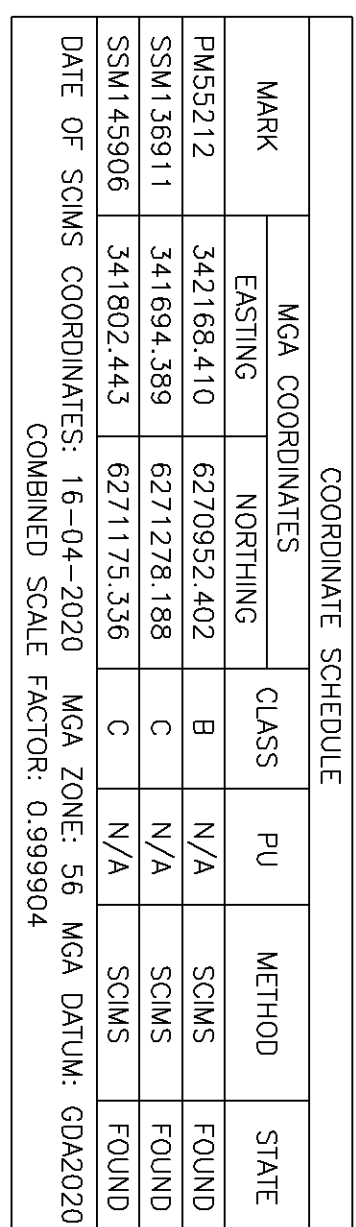 COORDINATE SCHEDULE
MARK MGA COORDINATES CLASS PU METHOD STATE
EASTING NORTHING
PM55212 342168.410 6270952.402 B N/A SCIMS FOUND
SSM136911 341694.389 6271278.188 C N/A SCIMS FOUND
SSM145906 341802.443 6271175.336 C N/A SCIMS FOUND
DATE OF SCIMS COORDINATES: 16-04-2020 MGA ZONE: 56 MGA DATUM: GDA2020
COMBINED SCALE FACTOR: 0.999904